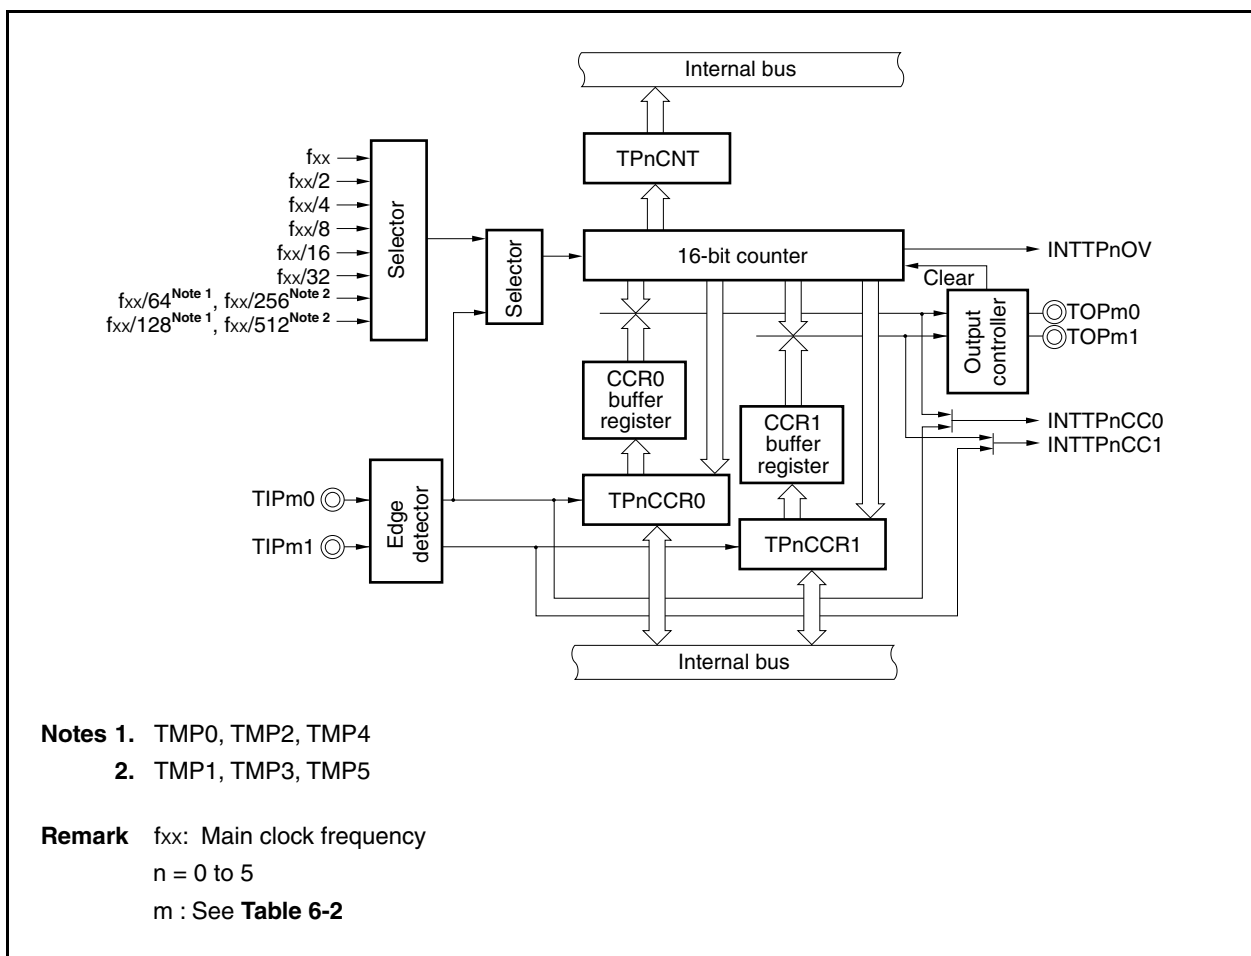 Internal bus
TPnCNT
fxx
fxx/2
fxx/4
fxx/8
fxx/16
fxx/32
fxx/64Note 1, fxx/256Note 2
fxx/128Note 1, fxx/512Note 2
Selector
Selector
16-bit counter
INTTPnOV
Clear
Output
controller
TOPm0
TOPm1
CCR0
buffer
register
CCR1
buffer
register
INTTPnCC0
INTTPnCC1
TIPm0
TIPm1
Edge
detector
TPnCCR0
TPnCCR1
Internal bus
Notes 1. TMP0, TMP2, TMP4
2. TMP1, TMP3, TMP5
Remark fxx: Main clock frequency
n = 0 to 5
m : See Table 6-2